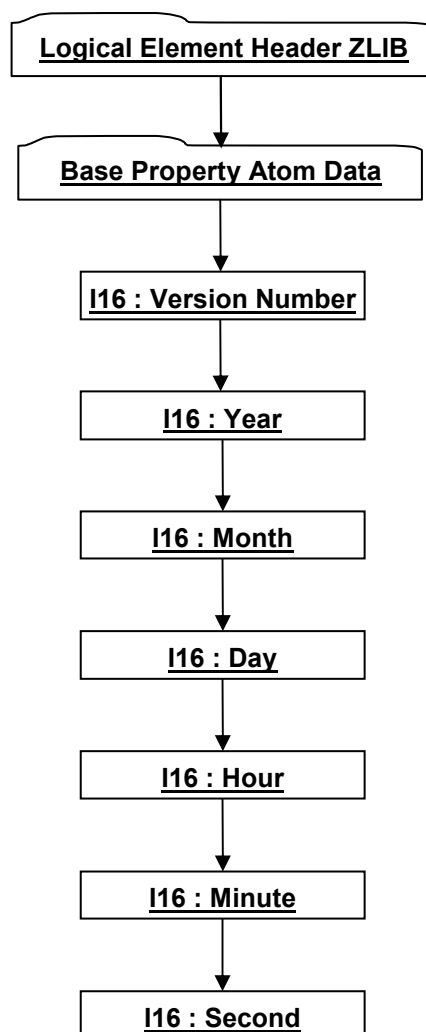 Logical Element Header ZLIB
Base Property Atom Data
I16 : Version Number
I16 : Year
I16 : Month
I16 : Day
I16 : Hour
I16 : Minute
I16 : Second